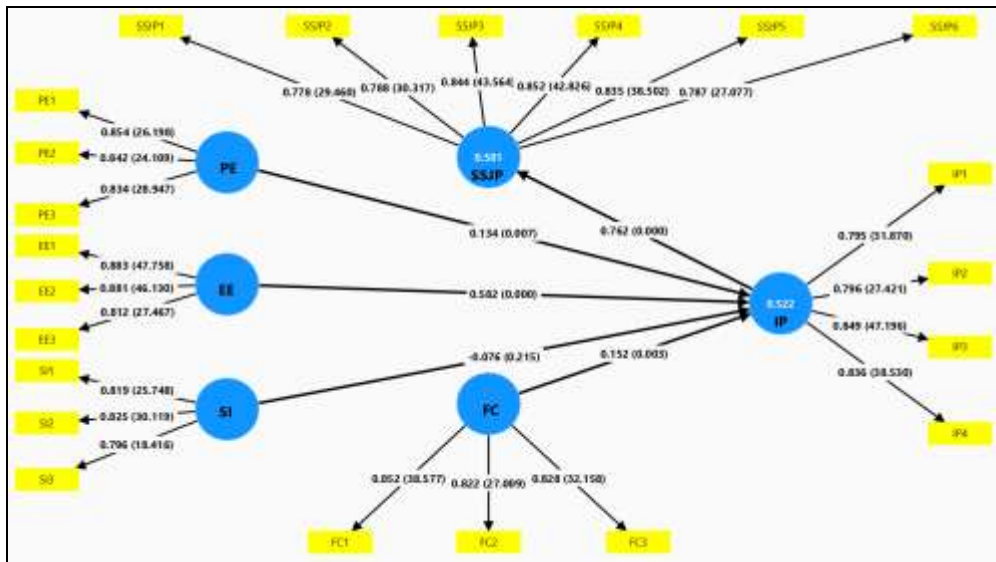 SSJP1 SSJP2 SSJP3 SSJP4 SSJP5 SSJP6
0.778 (29.460) 0.788 (30.317) 0.844 (43.564) 0.852 (42.826) 0.835 (38.502) 0.787 (27.077)
PE1
PE2
PE3
0.854 (26.198)
0.842 (24.109)
0.834 (28.947)
PE
0.581
SSJP
0.134 (0.007)
0.762 (0.000)
EE1
EE2
EE3
0.883 (47.758)
0.881 (46.130)
0.812 (27.467)
EE
0.582 (0.000)
0.522
IP
IP1
IP2
IP3
IP4
0.795 (31.870)
0.796 (27.421)
0.849 (47.196)
0.836 (38.530)
SI1
SI2
SI3
0.819 (25.748)
0.825 (30.119)
0.796 (18.416)
SI
-0.076 (0.215)
0.152 (0.003)
FC
0.852 (38.577) 0.822 (27.009) 0.828 (32.158)
FC1 FC2 FC3